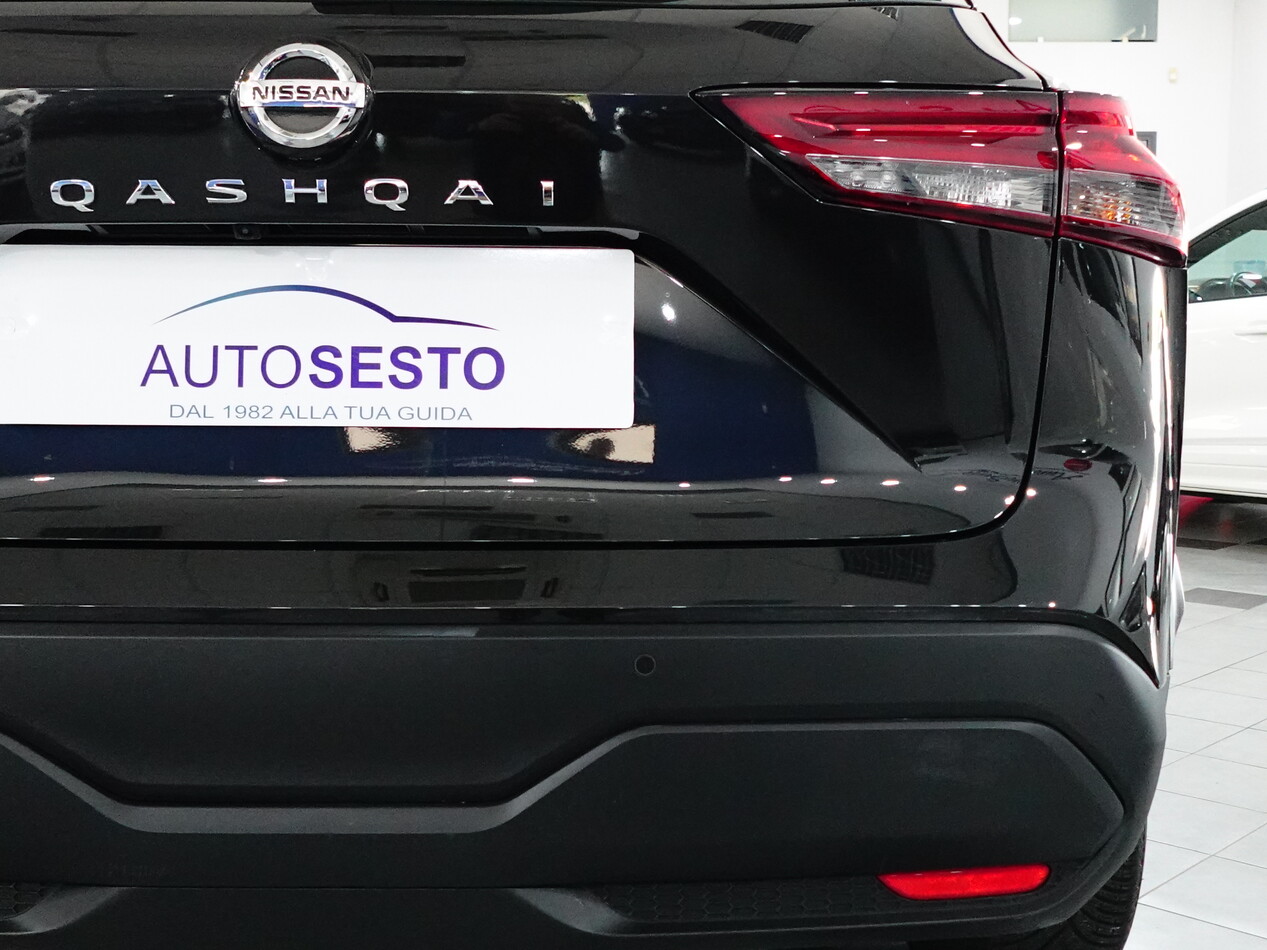 NISSAN
QASHQAI
AUTOSESTO
DAL 1982 ALLA TUA GUIDA